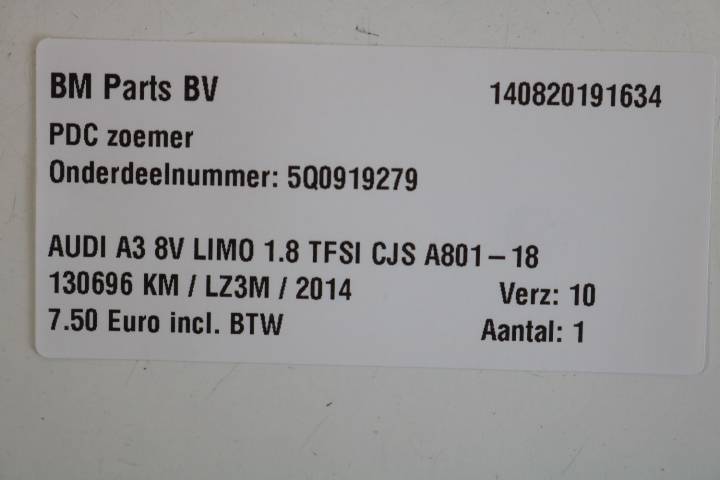 BM Parts BV 140820191634
PDC zoemer
Onderdeelnummer: 5Q0919279
AUDI A3 8V LIMO 1.8 TFSI CJS A801-18
130696 KM / LZ3M / 2014 Verz: 10
7.50 Euro incl. BTW Aantal: 1